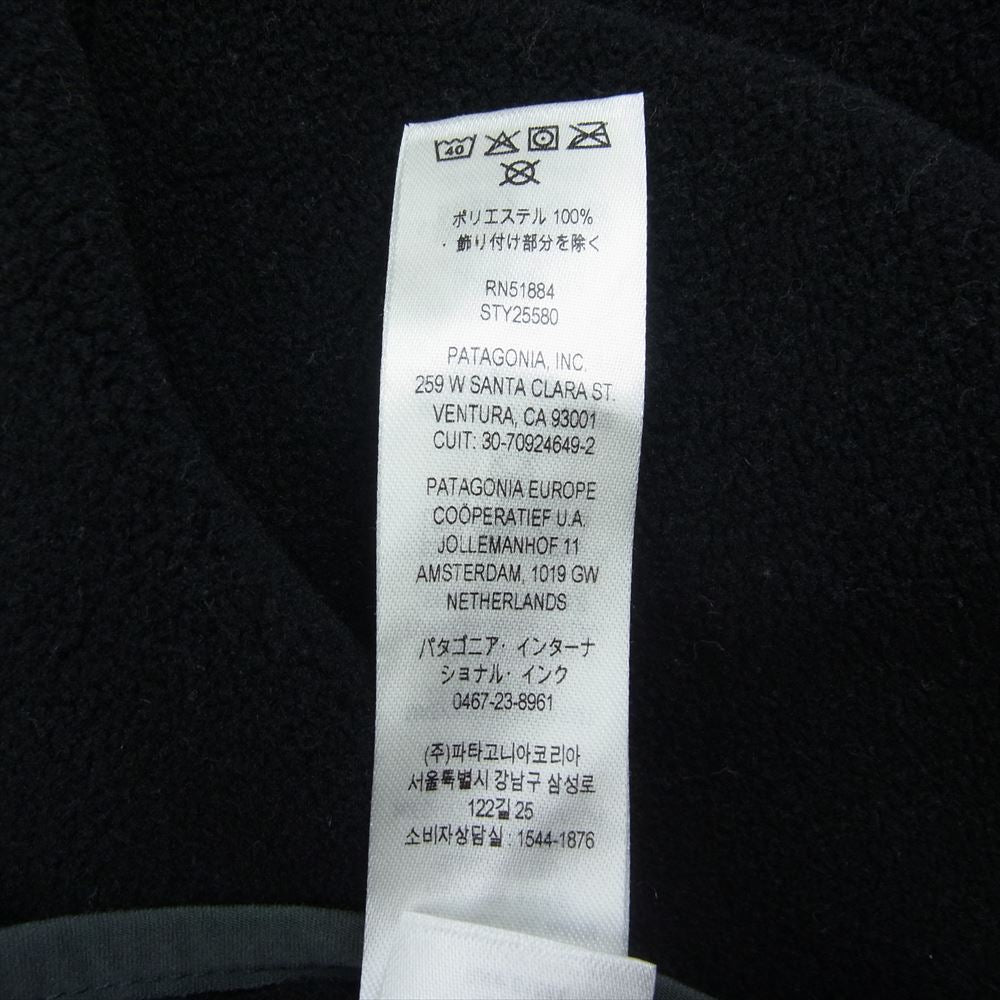 40
ポリエステル 100%
・飾り付け部分を除く
RN51884
STY25580
PATAGONIA, INC.
259 W SANTA CLARA ST.
VENTURA, CA 93001
CUIT: 30-70924649-2
PATAGONIA EUROPE
COÖPERATIEF U.A.
JOLLEMANHOF 11
AMSTERDAM, 1019 GW
NETHERLANDS
パタゴニア・インターナ
ショナル・インク
0467-23-8961
(주)파타고니아코리아
서울특별시 강남구 삼성로
122길 25
소비자상담실 : 1544-1876